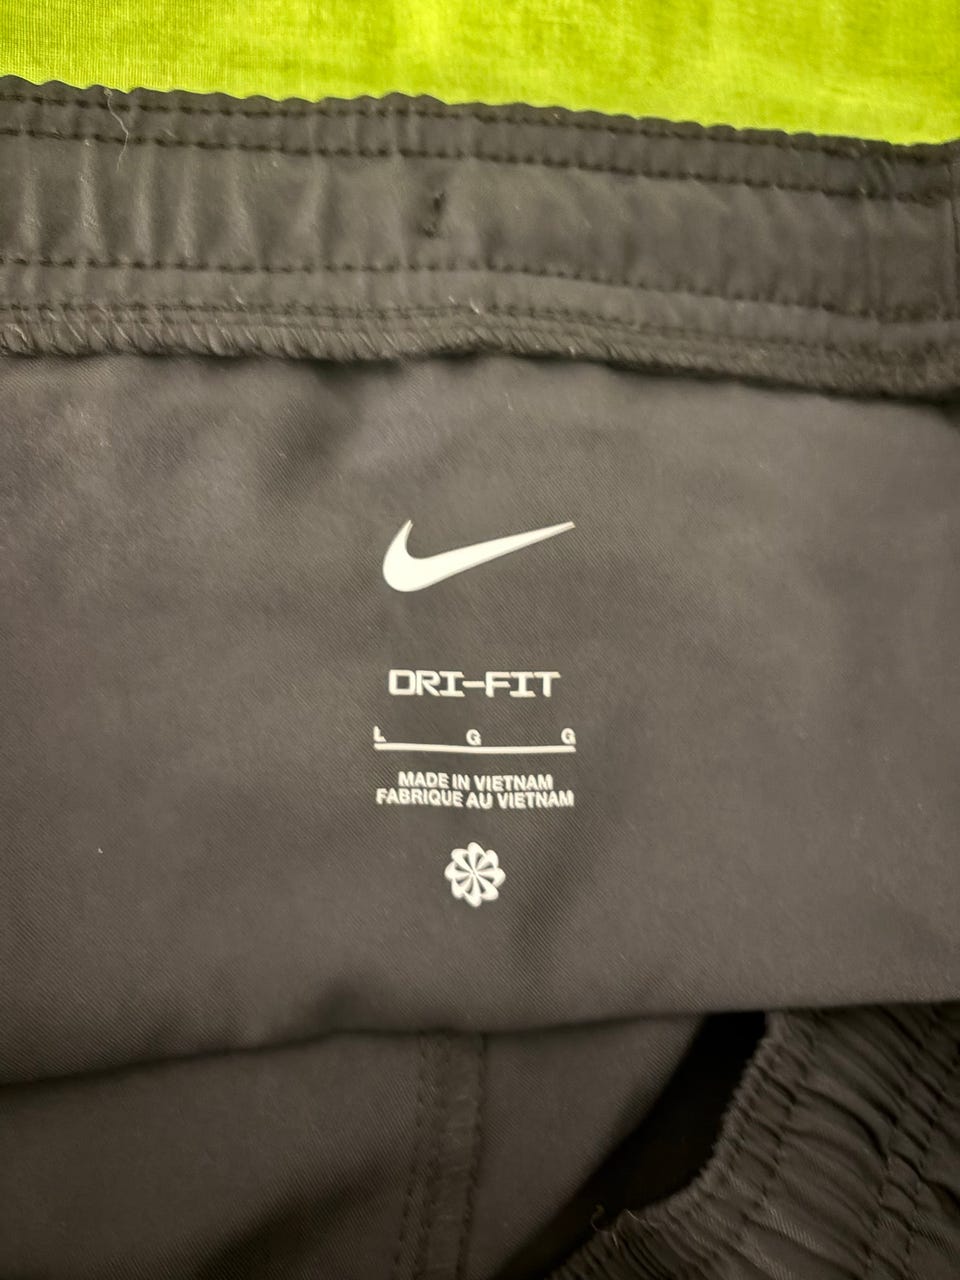 DRI-FIT
L G G
MADE IN VIETNAM
FABRIQUE AU VIETNAM